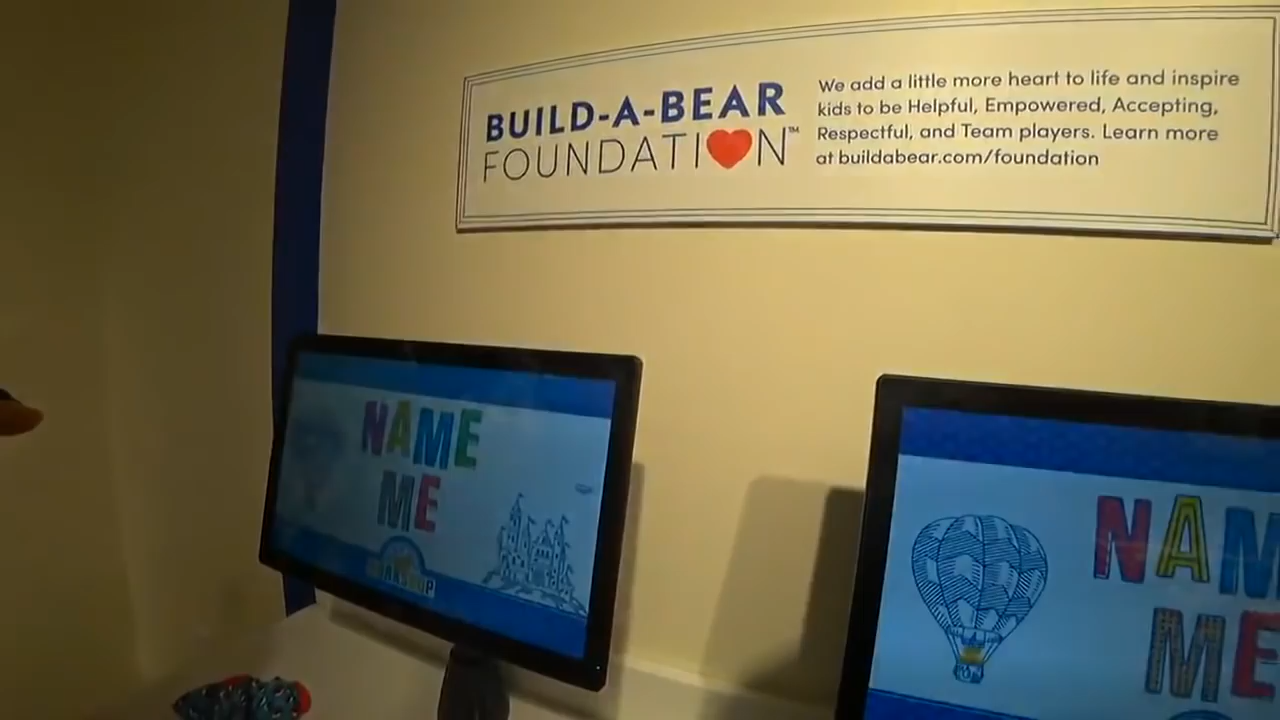 BUILD-A-BEAR
FOUNDATION™
We add a little more heart to life and inspire
kids to be Helpful, Empowered, Accepting,
Respectful, and Team players. Learn more
at buildabear.com/foundation
NAME
ME
NAM
ME